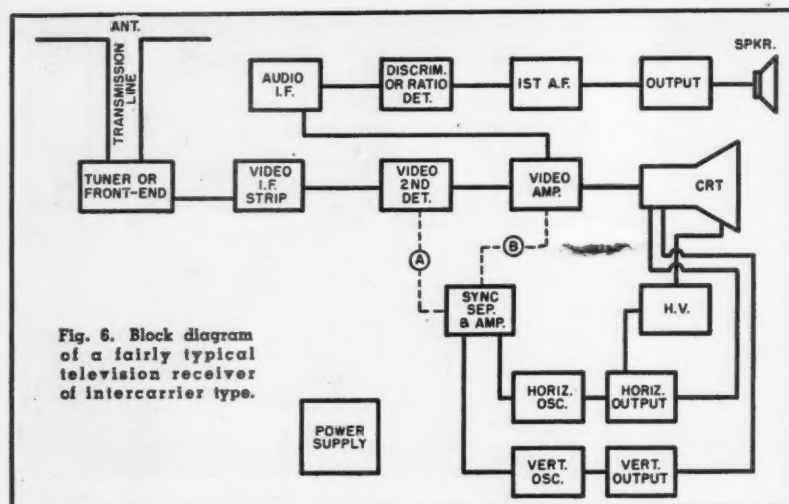 ANT.
TRANSMISSION
LINE
TUNER OR
FRONT-END
AUDIO
I.F.
DISCRIM.
OR RATIO
DET.
1ST A.F.
OUTPUT
SPKR.
VIDEO
I.F.
STRIP
VIDEO
2ND
DET.
VIDEO
AMP.
CRT
A
B
SYNC
SEP.
& AMP.
H.V.
HORIZ.
OSC.
HORIZ.
OUTPUT
VERT.
OSC.
VERT.
OUTPUT
POWER
SUPPLY
Fig. 6. Block diagram
of a fairly typical
television receiver
of intercarrier type.